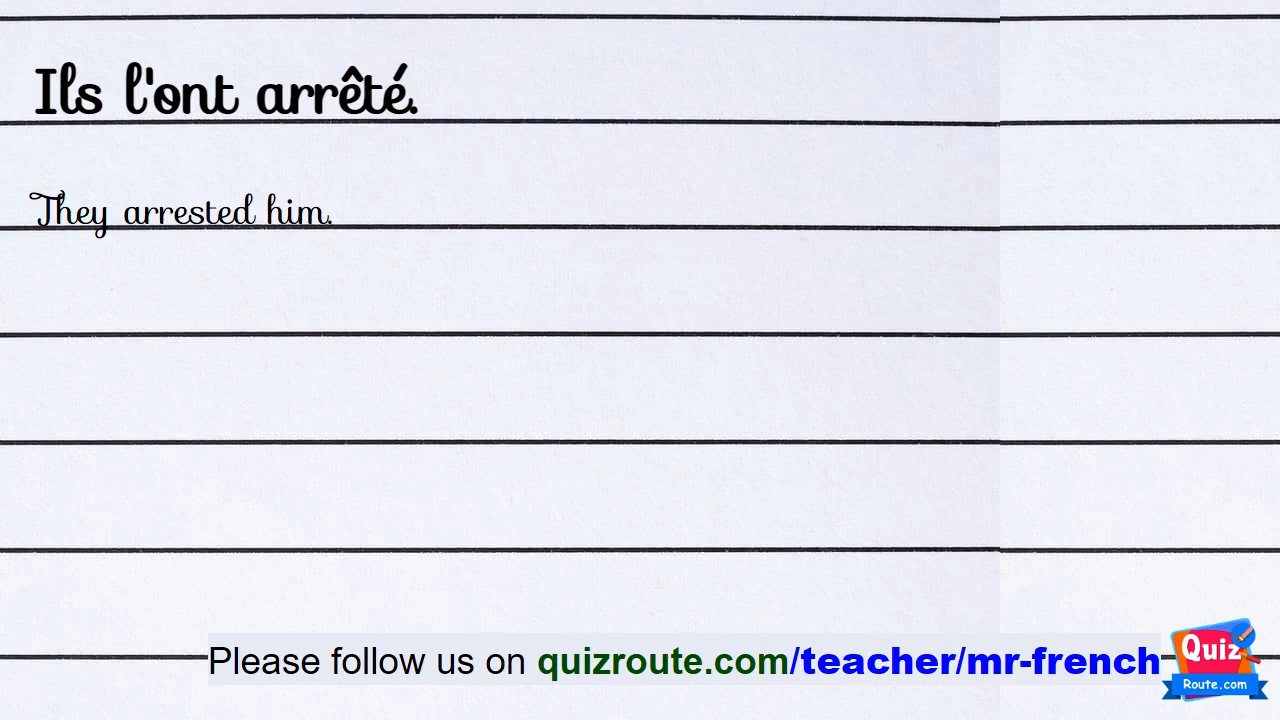 Ils l'ont arrêté.
They arrested him.
Please follow us on quizroute.com/teacher/mr-french
Quiz
Route.com